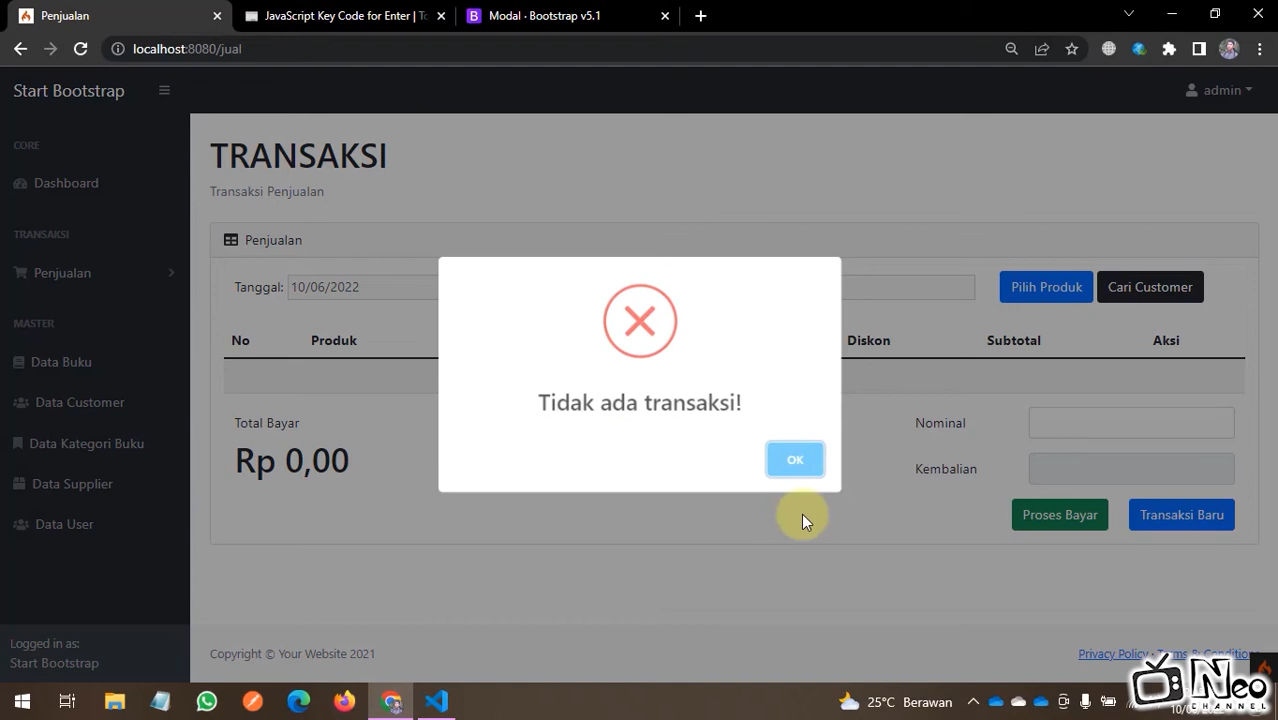 Penjualan
JavaScript Key Code for Enter | To
Modal · Bootstrap v5.1
localhost:8080/jual
Start Bootstrap
admin
CORE
Dashboard
TRANSAKSI
Penjualan
MASTER
Data Buku
Data Customer
Data Kategori Buku
Data Supplier
Data User
Logged in as:
Start Bootstrap
TRANSAKSI
Transaksi Penjualan
Penjualan
Tanggal: 10/06/2022
Pilih Produk
Cari Customer
No Produk Diskon Subtotal Aksi
Tidak ada transaksi!
OK
Total Bayar
Rp 0,00
Nominal
Kembalian
Proses Bayar
Transaksi Baru
Copyright © Your Website 2021
Privacy Policy · Terms & Conditions
25°C Berawan
Neo
CHANNEL